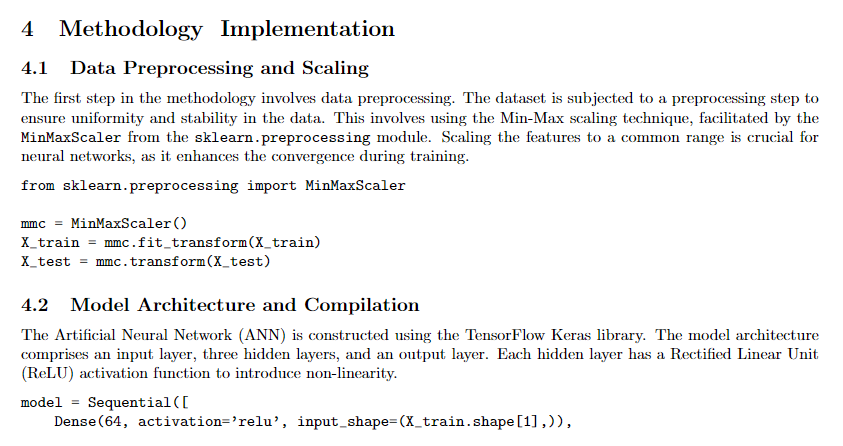 4 Methodology Implementation
4.1 Data Preprocessing and Scaling
The first step in the methodology involves data preprocessing. The dataset is subjected to a preprocessing step to
ensure uniformity and stability in the data. This involves using the Min-Max scaling technique, facilitated by the
MinMaxScaler from the sklearn.preprocessing module. Scaling the features to a common range is crucial for
neural networks, as it enhances the convergence during training.
from sklearn.preprocessing import MinMaxScaler
mmc = MinMaxScaler()
X_train = mmc.fit_transform(X_train)
X_test = mmc.transform(X_test)
4.2 Model Architecture and Compilation
The Artificial Neural Network (ANN) is constructed using the TensorFlow Keras library. The model architecture
comprises an input layer, three hidden layers, and an output layer. Each hidden layer has a Rectified Linear Unit
(ReLU) activation function to introduce non-linearity.
model = Sequential([
    Dense(64, activation=’relu’, input_shape=(X_train.shape[1],)),